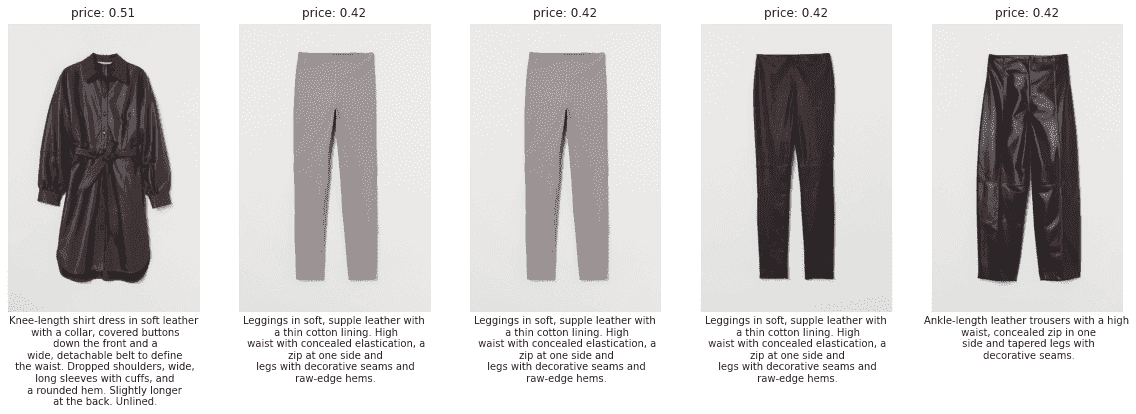 price: 0.51
Knee-length shirt dress in soft leather
with a collar, covered buttons
down the front and a
wide, detachable belt to define
the waist. Dropped shoulders, wide,
long sleeves with cuffs, and
a rounded hem. Slightly longer
at the back. Unlined.
price: 0.42
Leggings in soft, supple leather with
a thin cotton lining. High
waist with concealed elastication, a
zip at one side and
legs with decorative seams and
raw-edge hems.
price: 0.42
Leggings in soft, supple leather with
a thin cotton lining. High
waist with concealed elastication, a
zip at one side and
legs with decorative seams and
raw-edge hems.
price: 0.42
Leggings in soft, supple leather with
a thin cotton lining. High
waist with concealed elastication, a
zip at one side and
legs with decorative seams and
raw-edge hems.
price: 0.42
Ankle-length leather trousers with a high
waist, concealed zip in one
side and tapered legs with
decorative seams.